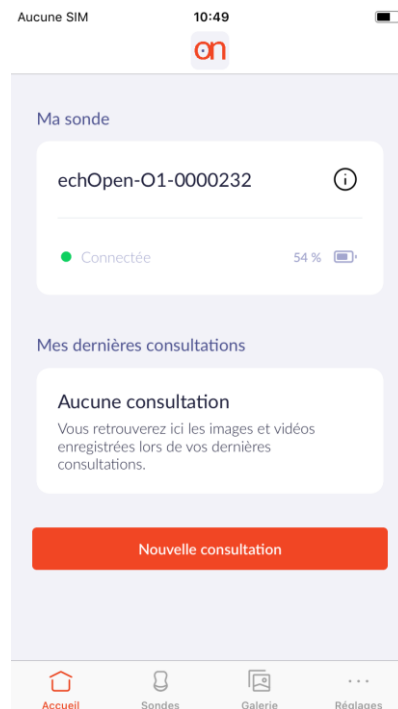 Aucune SIM 10:49
on
Ma sonde
echOpen-O1-0000232
Connectée 54 %
Mes dernières consultations
Aucune consultation
Vous retrouverez ici les images et vidéos
enregistrées lors de vos dernières
consultations.
Nouvelle consultation
Accueil Sondes Galerie Réglages